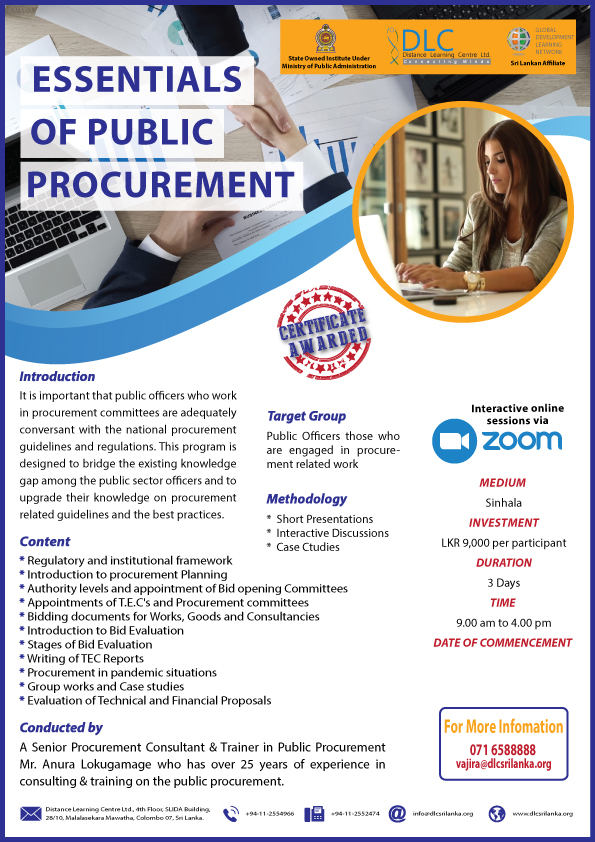 State Owned Institute Under
Ministry of Public Administration
DLC
Distance Learning Centre Ltd.
Connecting Minds
GLOBAL
DEVELOPMENT
LEARNING
NETWORK
Sri Lankan Affiliate
ESSENTIALS
OF PUBLIC
PROCUREMENT
CERTIFICATE
AWARDED
Introduction
It is important that public officers who work
in procurement committees are adequately
conversant with the national procurement
guidelines and regulations. This program is
designed to bridge the existing knowledge
gap among the public sector officers and to
upgrade their knowledge on procurement
related guidelines and the best practices.
Target Group
Public Officers those who
are engaged in procure-
ment related work
Methodology
* Short Presentations
* Interactive Discussions
* Case Ctudies
Content
* Regulatory and institutional framework
* Introduction to procurement Planning
* Authority levels and appointment of Bid opening Committees
* Appointments of T.E.C's and Procurement committees
* Bidding documents for Works, Goods and Consultancies
* Introduction to Bid Evaluation
* Stages of Bid Evaluation
* Writing of TEC Reports
* Procurement in pandemic situations
* Group works and Case studies
* Evaluation of Technical and Financial Proposals
Conducted by
A Senior Procurement Consultant & Trainer in Public Procurement
Mr. Anura Lokugamage who has over 25 years of experience in
consulting & training on the public procurement.
Interactive online
sessions via
zoom
MEDIUM
Sinhala
INVESTMENT
LKR 9,000 per participant
DURATION
3 Days
TIME
9.00 am to 4.00 pm
DATE OF COMMENCEMENT
For More Infomation
071 6588888
vajira@dlcsrilanka.org
Distance Learning Centre Ltd., 4th Floor, SLIDA Building,
28/10, Malalasekara Mawatha, Colombo 07, Sri Lanka.
+94-11-2554966
+94-11-2552474
info@dlcsrilanka.org
www.dlcsrilanka.org